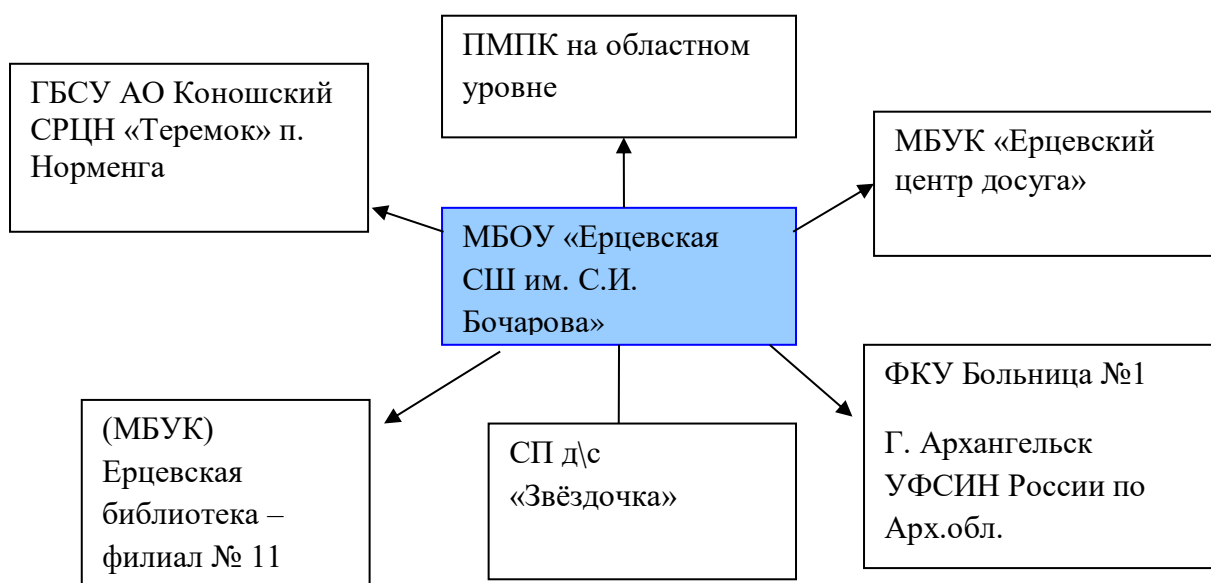 ПМПК на областном
уровне
ГБСУ АО Коношский
СРЦН «Теремок» п.
Норменга
МБУК «Ерцевский
центр досуга»
МБОУ «Ерцевская
СШ им. С.И.
Бочарова»
(МБУК)
Ерцевская
библиотека –
филиал № 11
СП д\с
«Звёздочка»
ФКУ Больница №1
Г. Архангельск
УФСИН России по
Арх.обл.